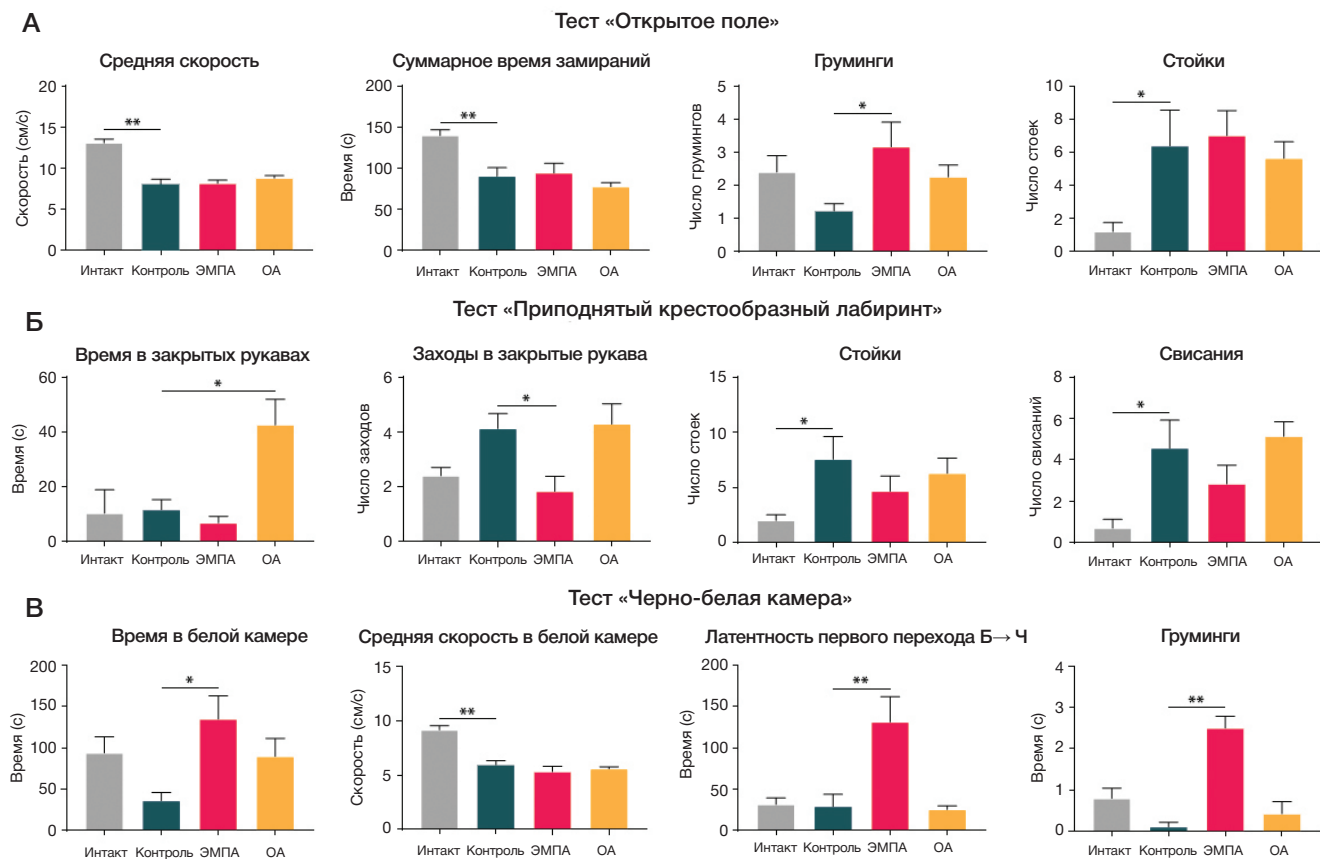 А
Тест «Открытое поле»
Средняя скорость
Скорость (см/с)
20
15
10
5
0
**
Интакт Контроль ЭМПА ОА
Суммарное время замираний
Время (с)
200
150
100
50
0
**
Интакт Контроль ЭМПА ОА
Груминги
Число грумингов
5
4
3
2
1
0
*
Интакт Контроль ЭМПА ОА
Стойки
Число стоек
10
8
6
4
2
0
*
Интакт Контроль ЭМПА ОА
Б
Тест «Приподнятый крестообразный лабиринт»
Время в закрытых рукавах
Время (с)
60
40
20
10
0
*
Интакт Контроль ЭМПА ОА
Заходы в закрытые рукава
Число заходов
6
4
2
0
*
Интакт Контроль ЭМПА ОА
Стойки
Число стоек
15
10
5
0
*
Интакт Контроль ЭМПА ОА
Свисания
Число свисаний
8
6
4
2
0
*
Интакт Контроль ЭМПА ОА
В
Тест «Черно-белая камера»
Время в белой камере
Время (с)
200
150
100
50
0
*
Интакт Контроль ЭМПА ОА
Средняя скорость в белой камере
Скорость (см/с)
15
10
5
0
**
Интакт Контроль ЭМПА ОА
Латентность первого перехода Б→ Ч
Время (с)
200
150
100
50
0
**
Интакт Контроль ЭМПА ОА
Груминги
Время (с)
4
3
2
1
0
**
Интакт Контроль ЭМПА ОА